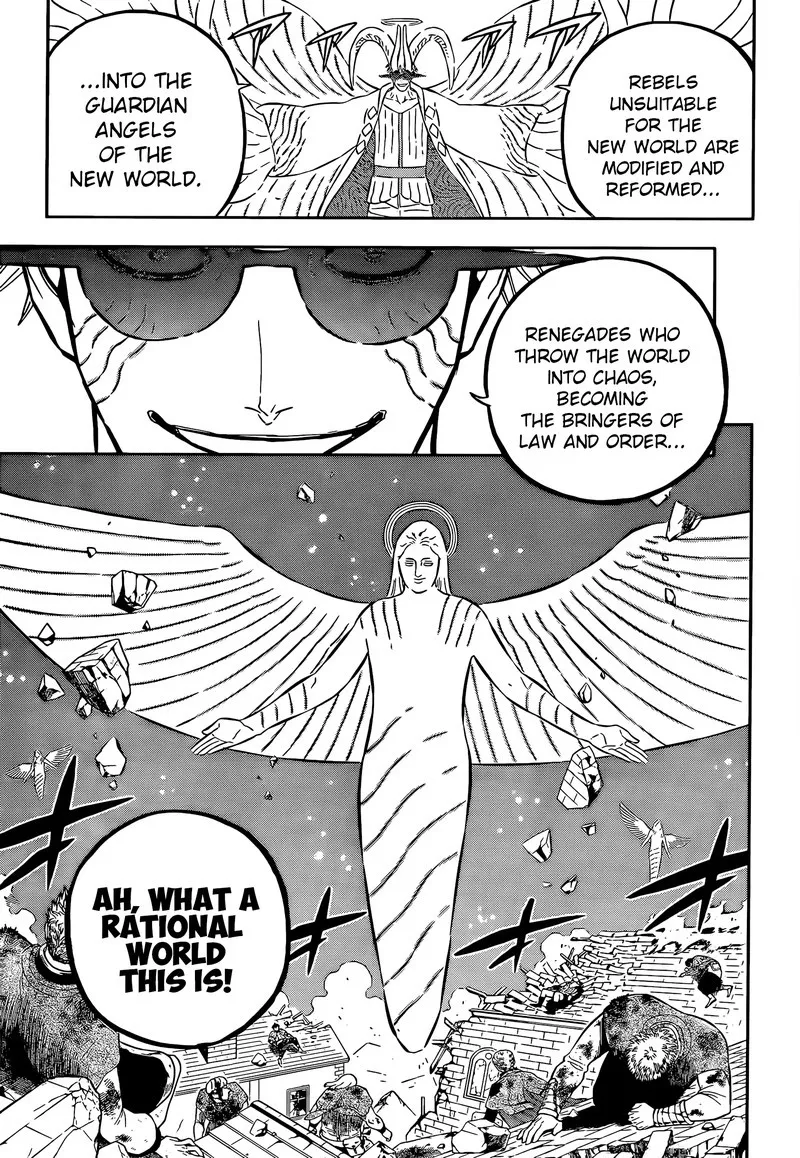 REBELS
UNSUITABLE
FOR THE
NEW WORLD ARE
MODIFIED AND
REFORMED...
...INTO THE
GUARDIAN
ANGELS
OF THE
NEW WORLD.
RENEGADES WHO
THROW THE WORLD
INTO CHAOS,
BECOMING
THE BRINGERS OF
LAW AND ORDER...
AH, WHAT A
RATIONAL
WORLD
THIS IS!